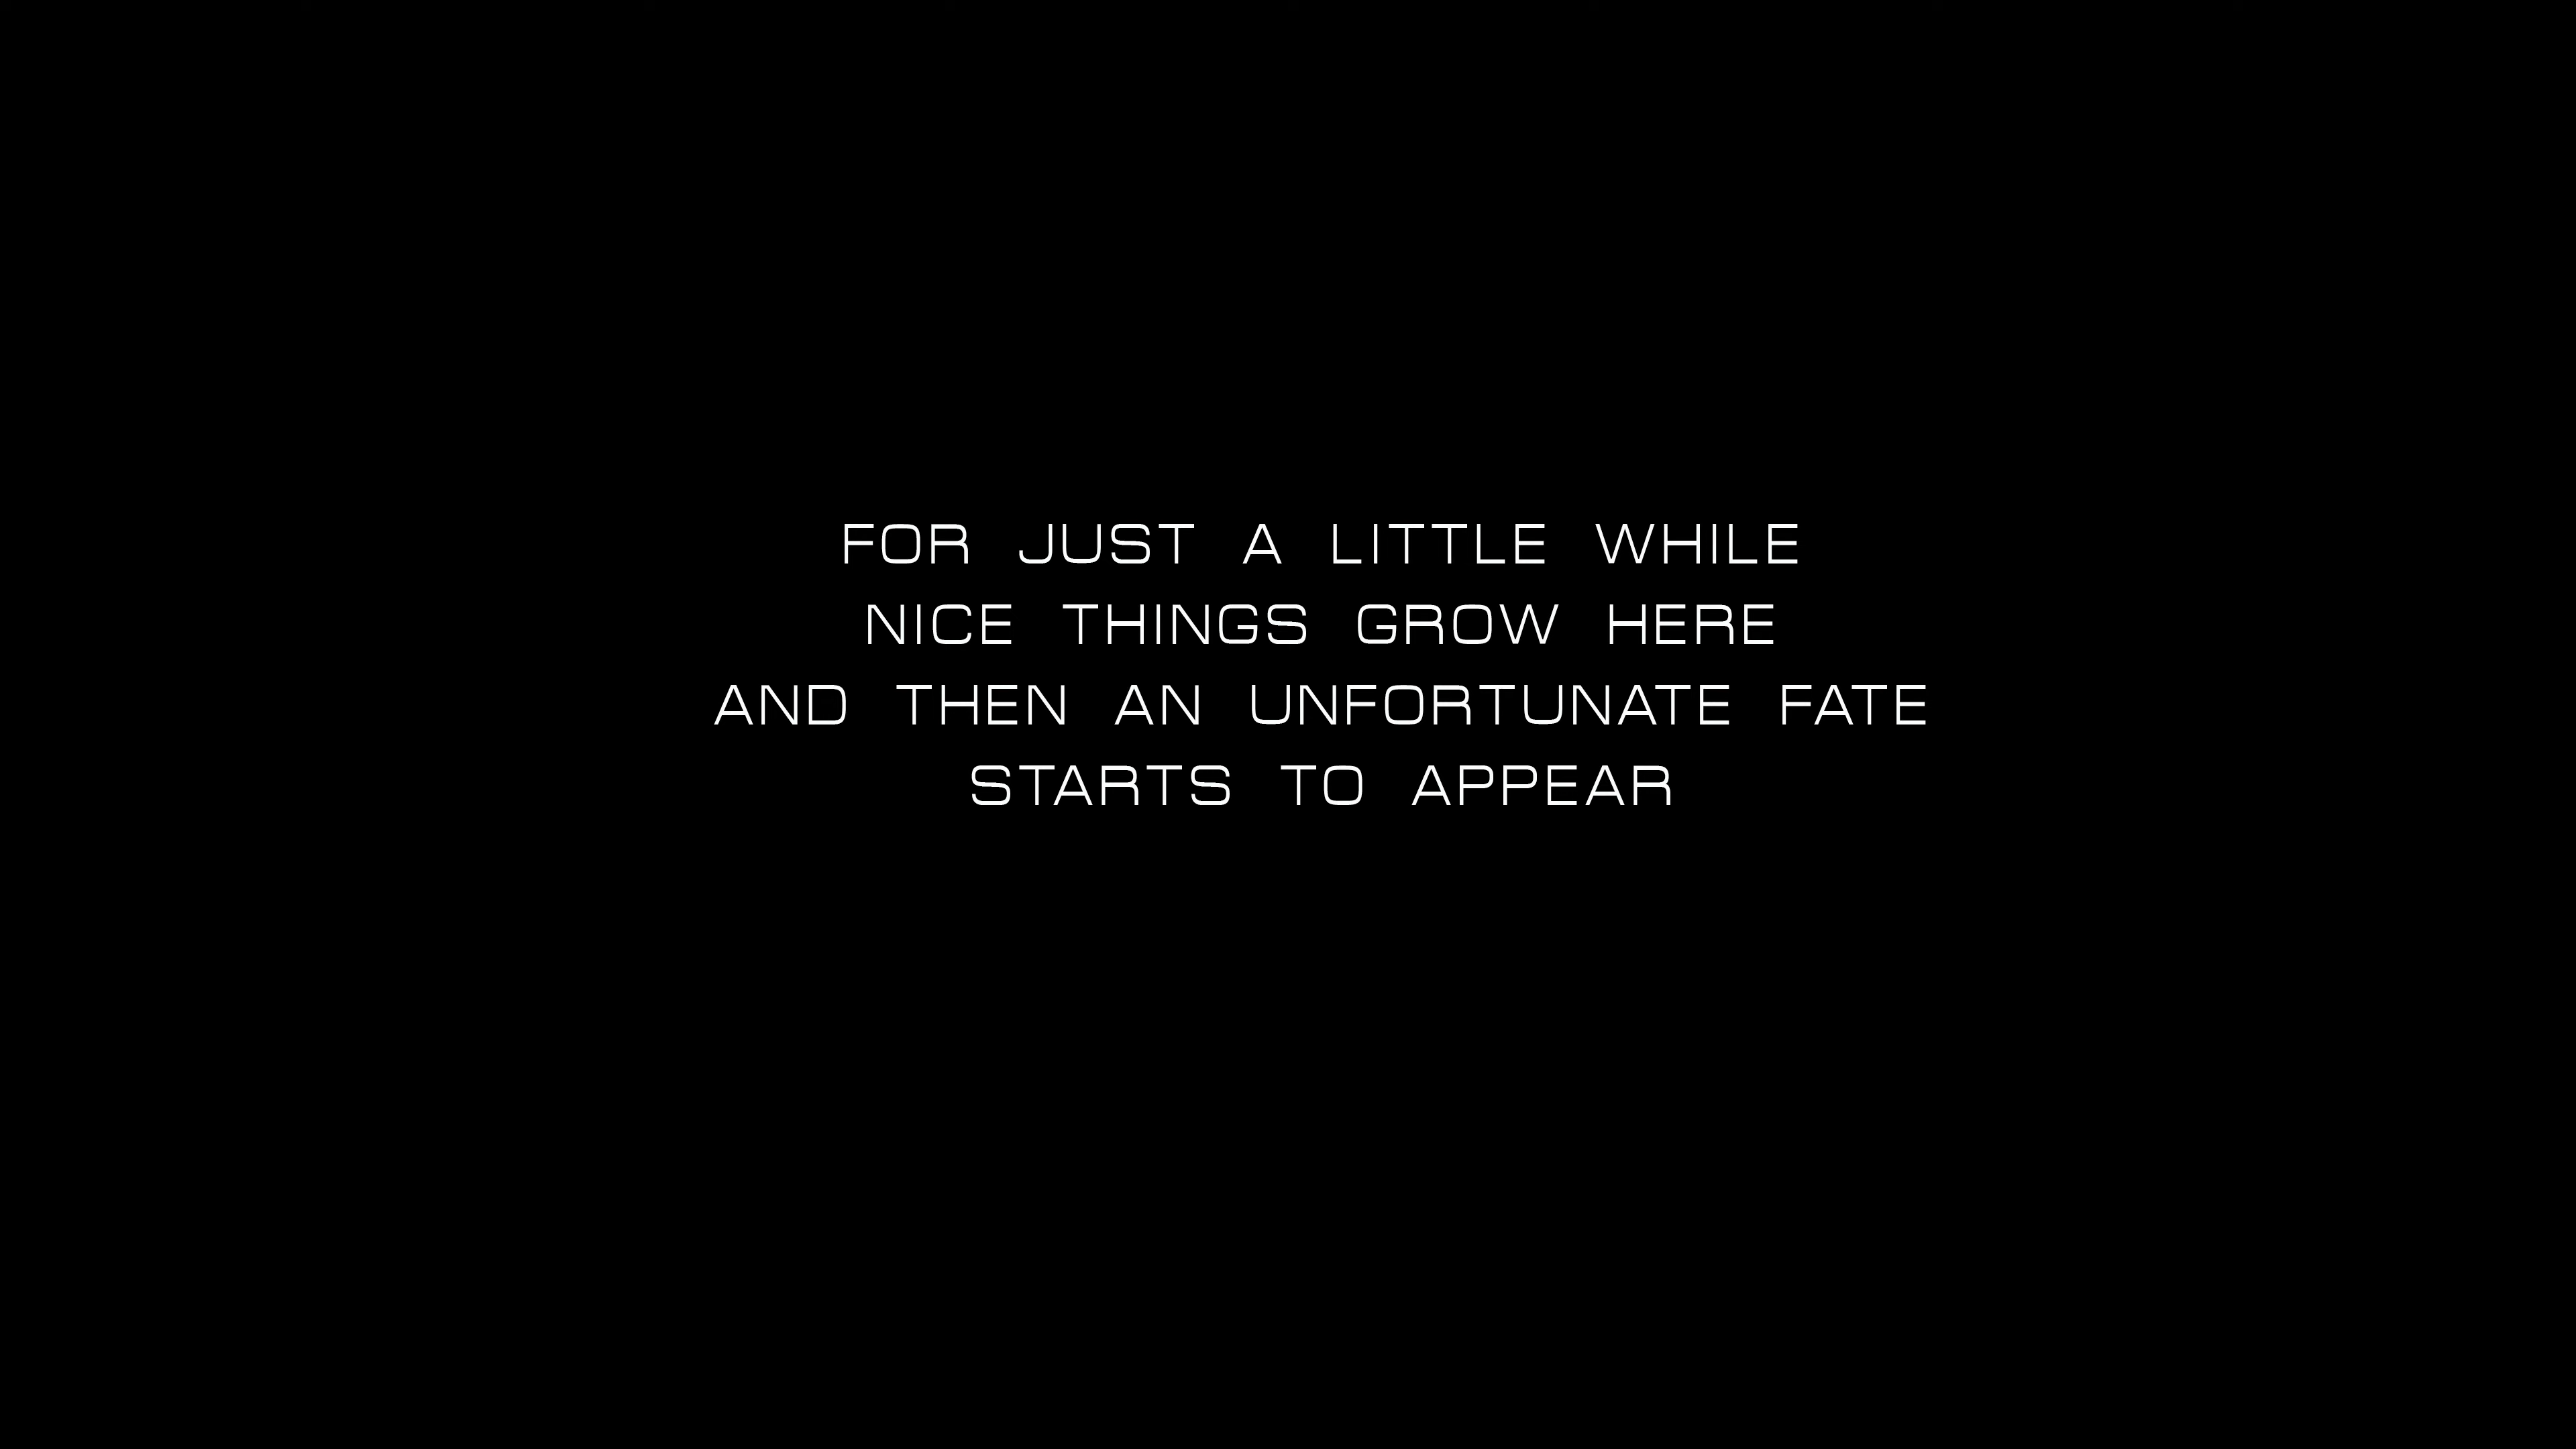 FOR JUST A LITTLE WHILE
NICE THINGS GROW HERE
AND THEN AN UNFORTUNATE FATE
STARTS TO APPEAR